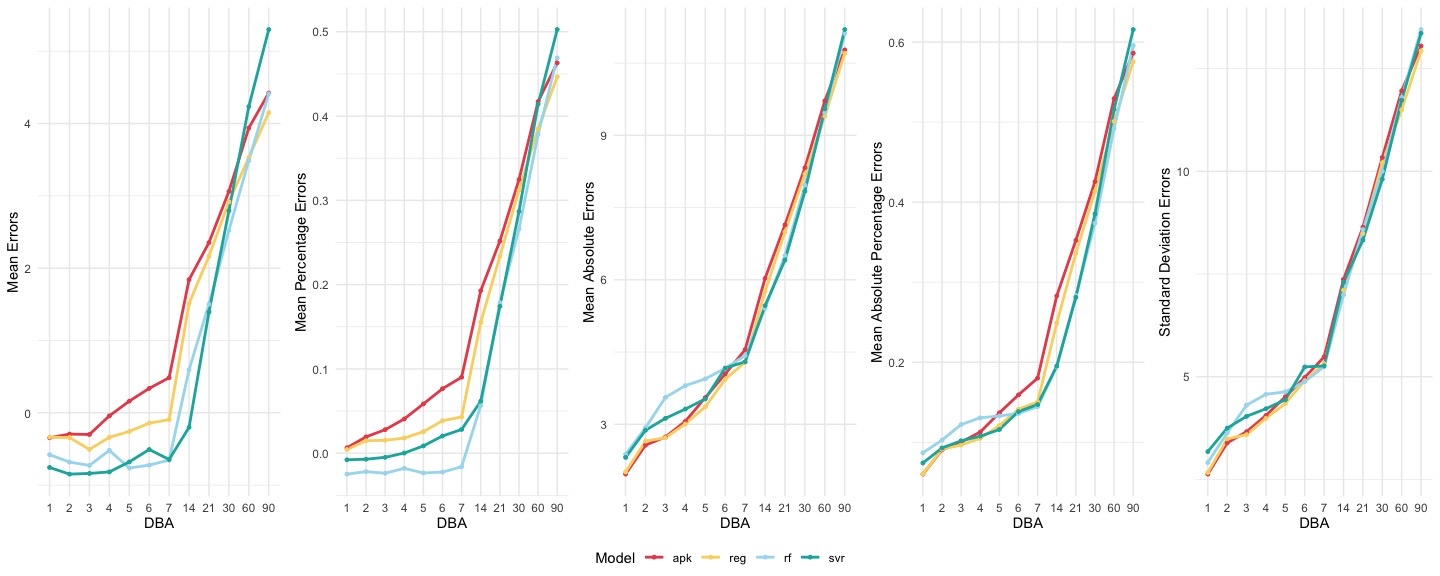 Mean Errors
4
2
0
1 2 3 4 5 6 7 14 21 30 60 90
DBA
Mean Percentage Errors
0.5
0.4
0.3
0.2
0.1
0.0
1 2 3 4 5 6 7 14 21 30 60 90
DBA
Mean Absolute Errors
9
6
3
1 2 3 4 5 6 7 14 21 30 60 90
DBA
Mean Absolute Percentage Errors
0.6
0.4
0.2
1 2 3 4 5 6 7 14 21 30 60 90
DBA
Standard Deviation Errors
10
5
1 2 3 4 5 6 7 14 21 30 60 90
DBA
Model apk reg rf svr